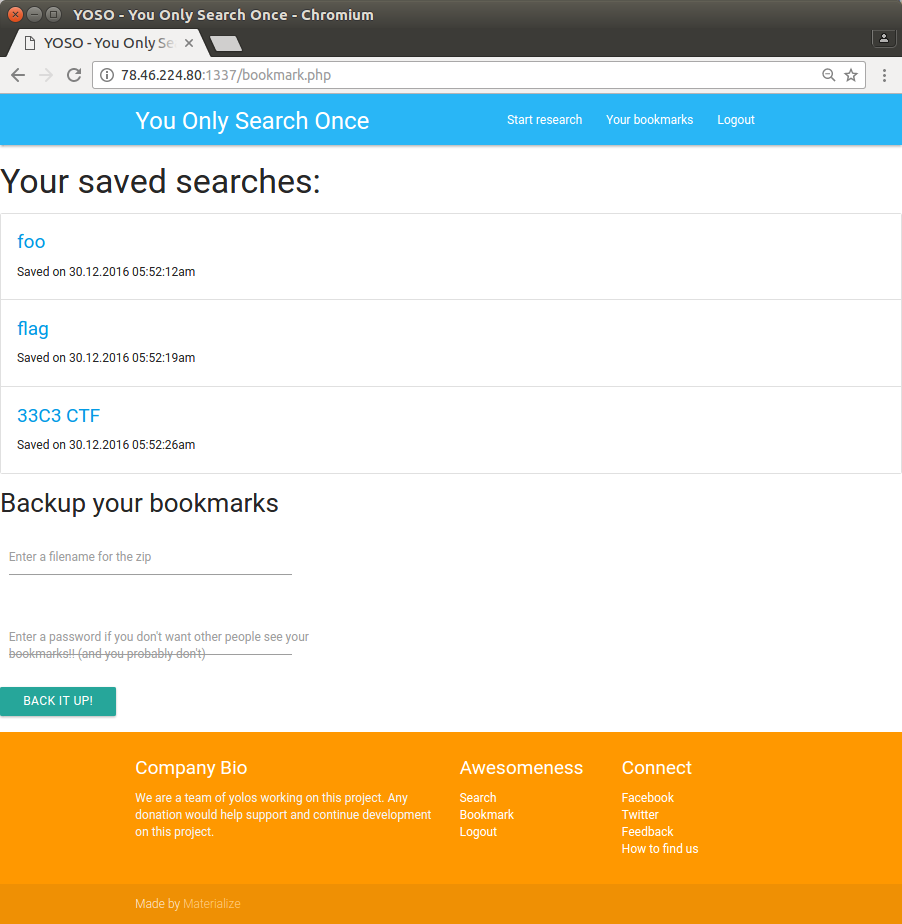 YOSO - You Only Search Once - Chromium
YOSO - You Only Se
78.46.224.80:1337/bookmark.php
You Only Search Once
Start research
Your bookmarks
Logout
Your saved searches:
foo
Saved on 30.12.2016 05:52:12am
flag
Saved on 30.12.2016 05:52:19am
33C3 CTF
Saved on 30.12.2016 05:52:26am
Backup your bookmarks
Enter a filename for the zip
Enter a password if you don't want other people see your
bookmarks!! (and you probably don't)
BACK IT UP!
Company Bio
We are a team of yolos working on this project. Any
donation would help support and continue development
on this project.
Awesomeness
Search
Bookmark
Logout
Connect
Facebook
Twitter
Feedback
How to find us
Made by Materialize